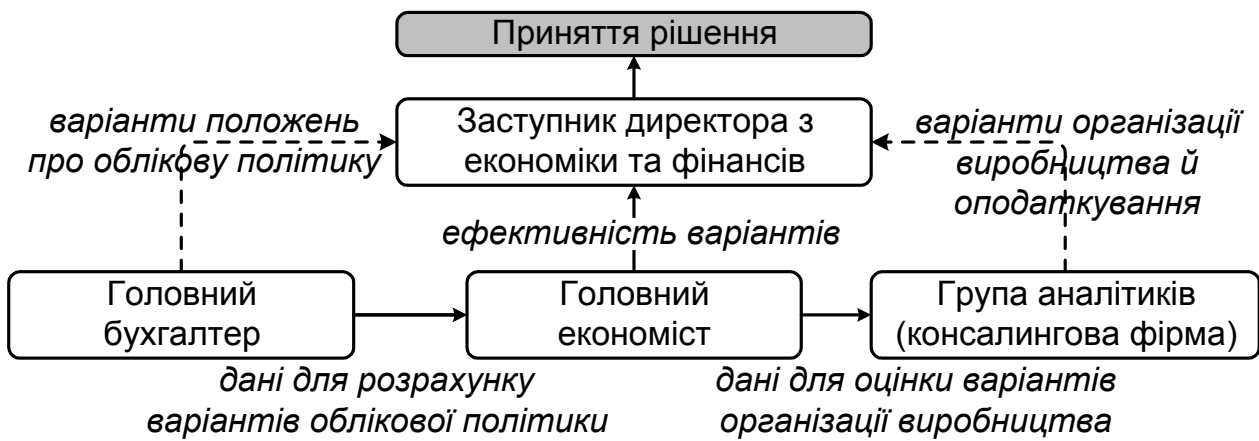 Прийняття рішення
варіанти положень
про облікову політику
Заступник директора з
економіки та фінансів
варіанти організації
виробництва й
оподаткування
ефективність варіантів
Головний
бухгалтер
Головний
економіст
Група аналітиків
(консалингова фірма)
дані для розрахунку
варіантів облікової політики
дані для оцінки варіантів
організації виробництва